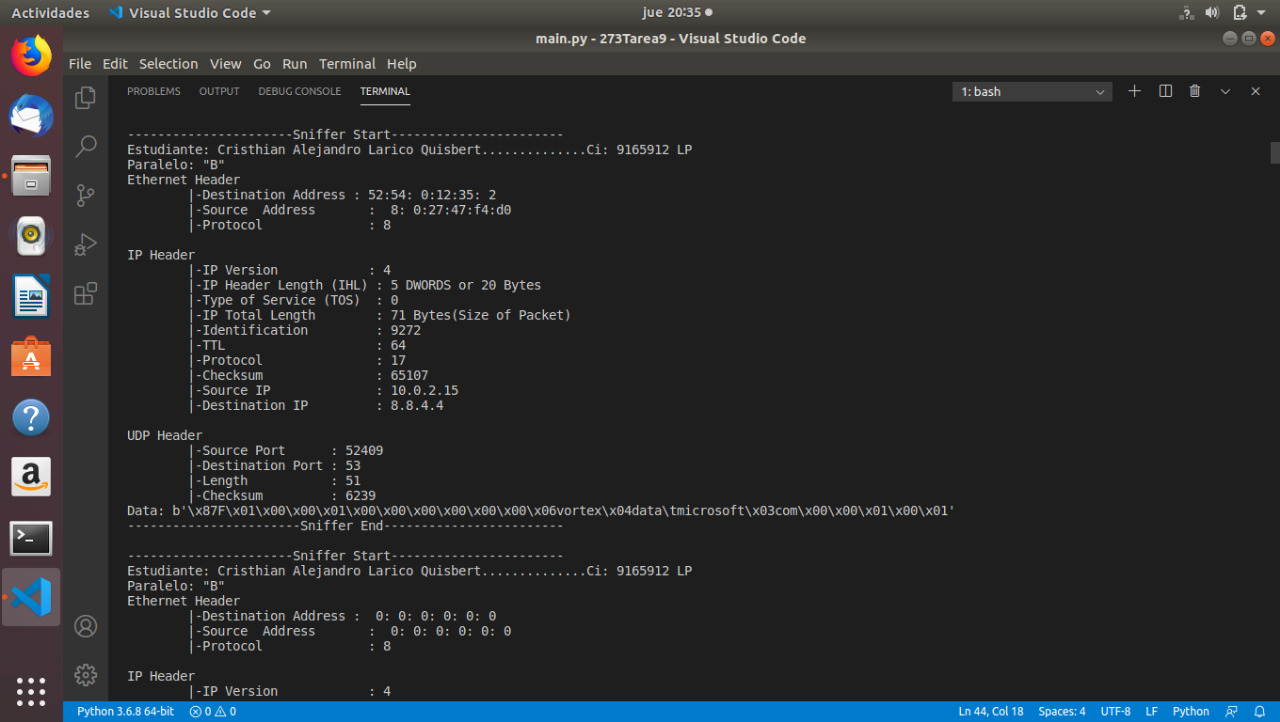 Actividades Visual Studio Code jue 20:35
main.py - 273Tarea9 - Visual Studio Code
File Edit Selection View Go Run Terminal Help
PROBLEMS OUTPUT DEBUG CONSOLE TERMINAL 1: bash
----------------------Sniffer Start-----------------------
Estudiante: Cristhian Alejandro Larico Quisbert..............Ci: 9165912 LP
Paralelo: "B"
Ethernet Header
|-Destination Address : 52:54: 0:12:35: 2
|-Source  Address       :  8: 0:27:47:f4:d0
|-Protocol              : 8
IP Header
|-IP Version            : 4
|-IP Header Length (IHL) : 5 DWORDS or 20 Bytes
|-Type of Service (TOS)  : 0
|-IP Total Length        : 71 Bytes(Size of Packet)
|-Identification         : 9272
|-TTL                    : 64
|-Protocol               : 17
|-Checksum               : 65107
|-Source IP              : 10.0.2.15
|-Destination IP         : 8.8.4.4
UDP Header
|-Source Port      : 52409
|-Destination Port : 53
|-Length           : 51
|-Checksum         : 6239
Data: b'\x87F\x01\x00\x00\x01\x00\x00\x00\x00\x00\x00\x06vortex\x04data\tmicrosoft\x03com\x00\x00\x01\x00\x01'
-----------------------Sniffer End------------------------
----------------------Sniffer Start-----------------------
Estudiante: Cristhian Alejandro Larico Quisbert..............Ci: 9165912 LP
Paralelo: "B"
Ethernet Header
|-Destination Address :  0: 0: 0: 0: 0: 0
|-Source  Address       :  0: 0: 0: 0: 0: 0
|-Protocol              : 8
IP Header
|-IP Version            : 4
Python 3.6.8 64-bit 0 0 Ln 44, Col 18 Spaces: 4 UTF-8 LF Python